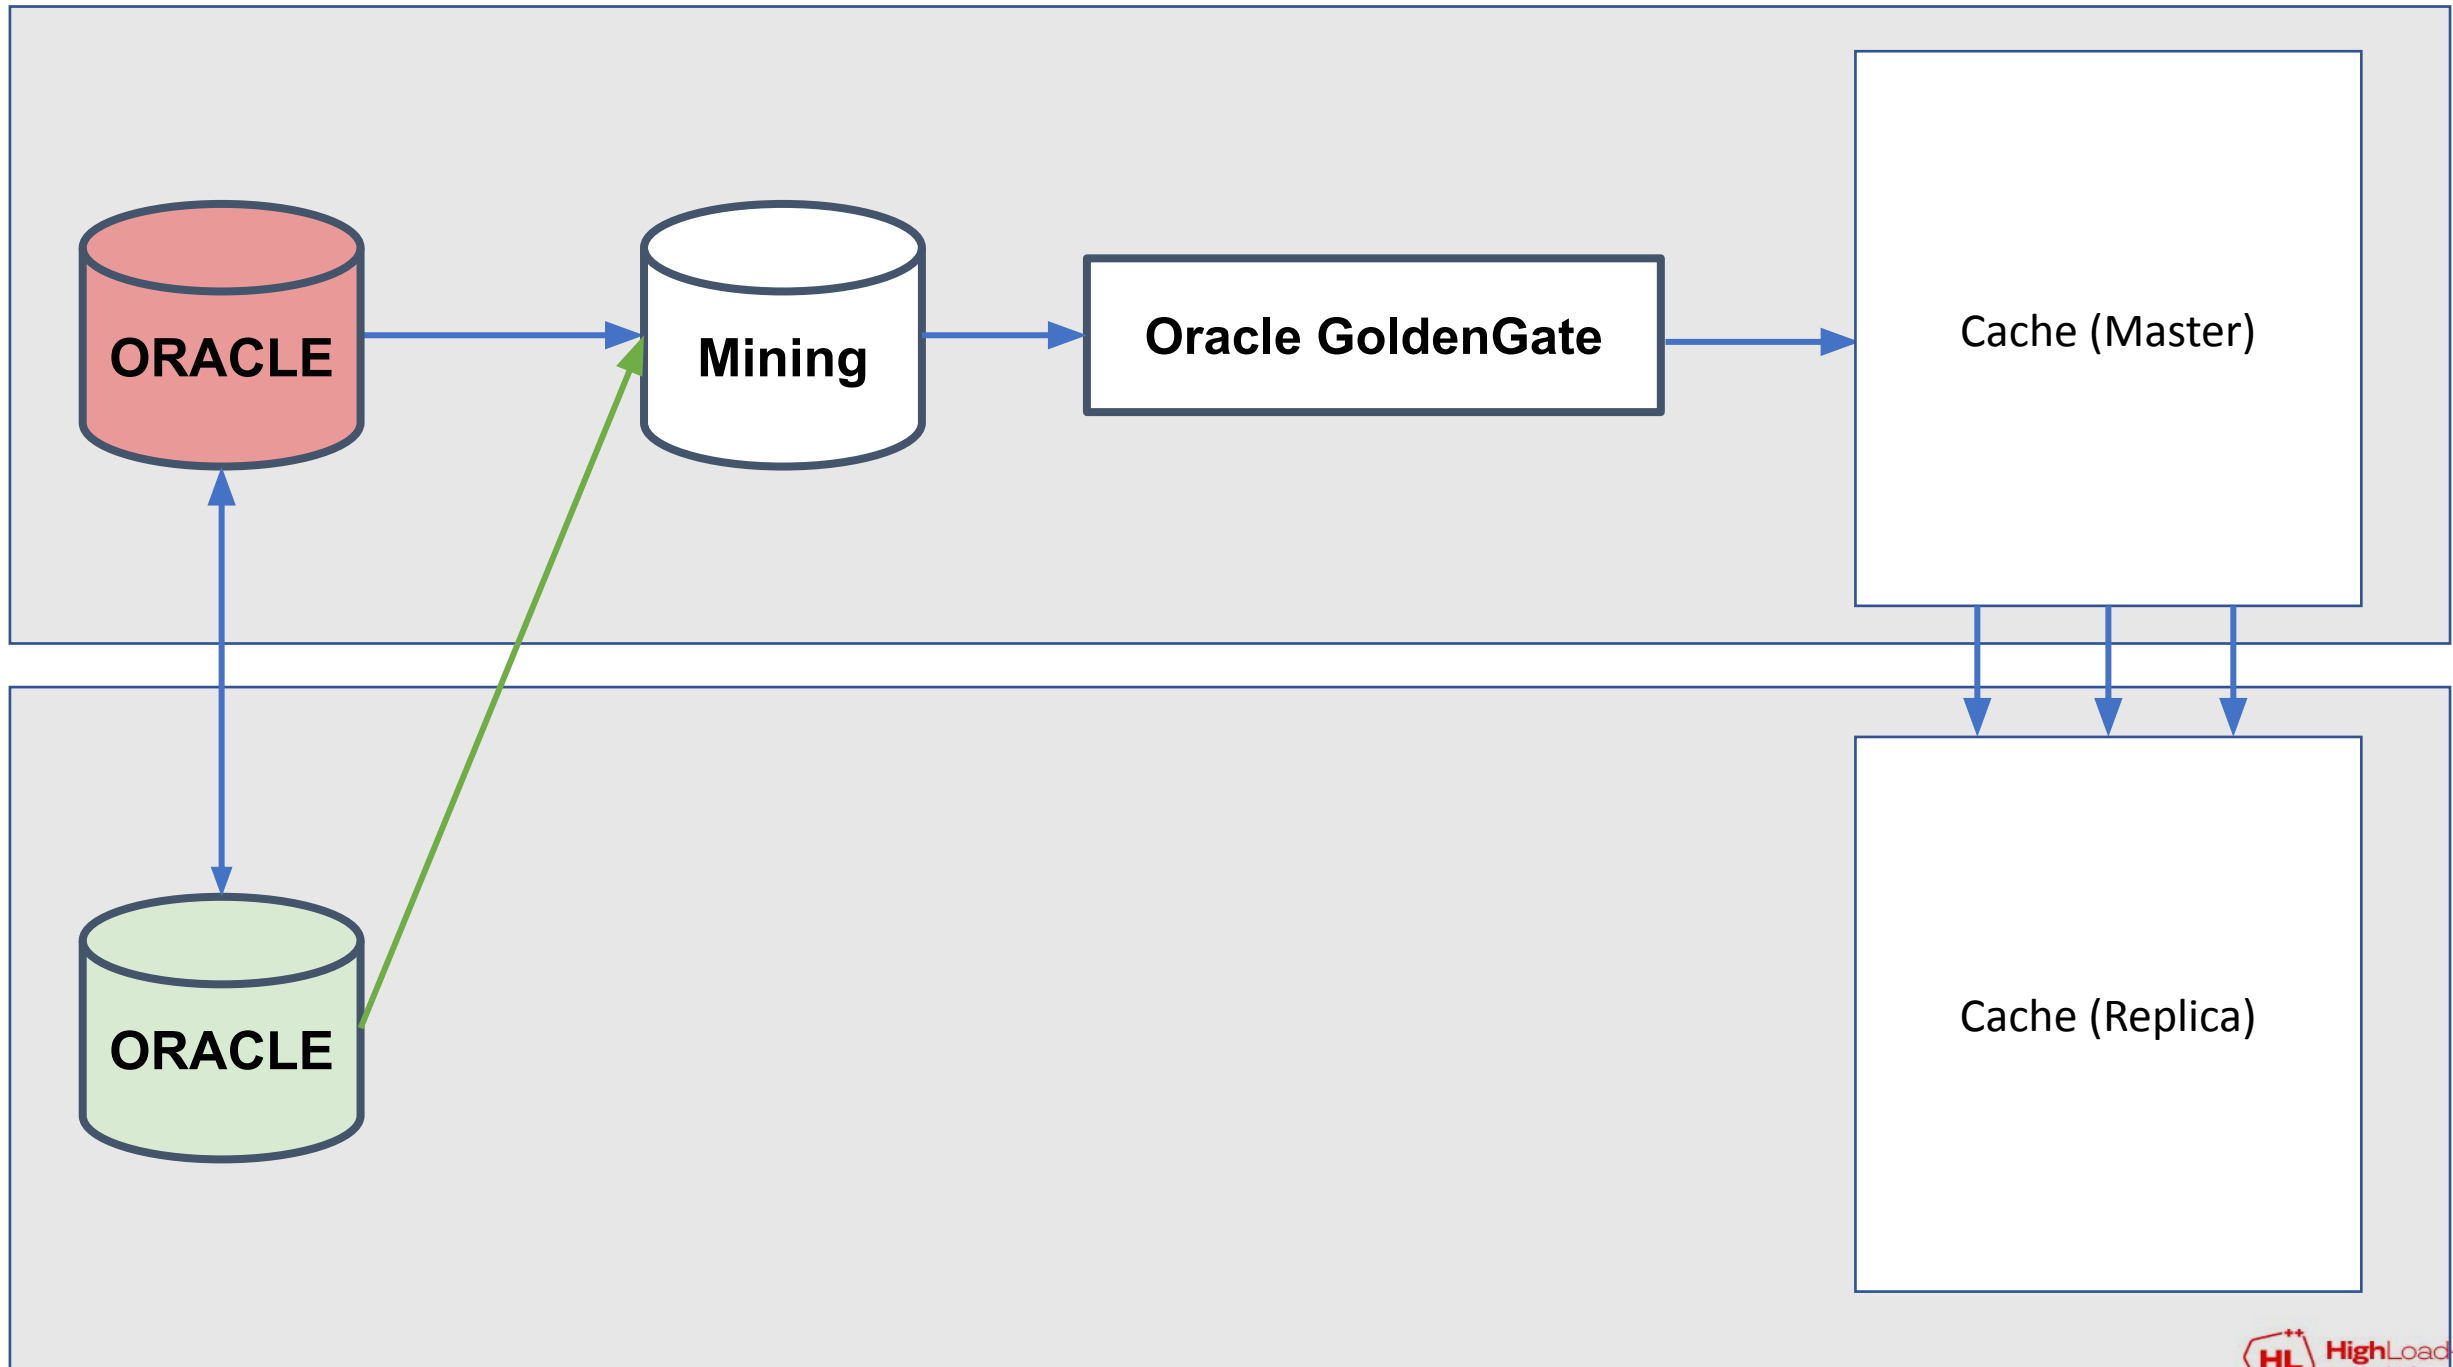 ORACLE
Mining
Oracle GoldenGate
Cache (Master)
ORACLE
Cache (Replica)
++
HL
HighLoad